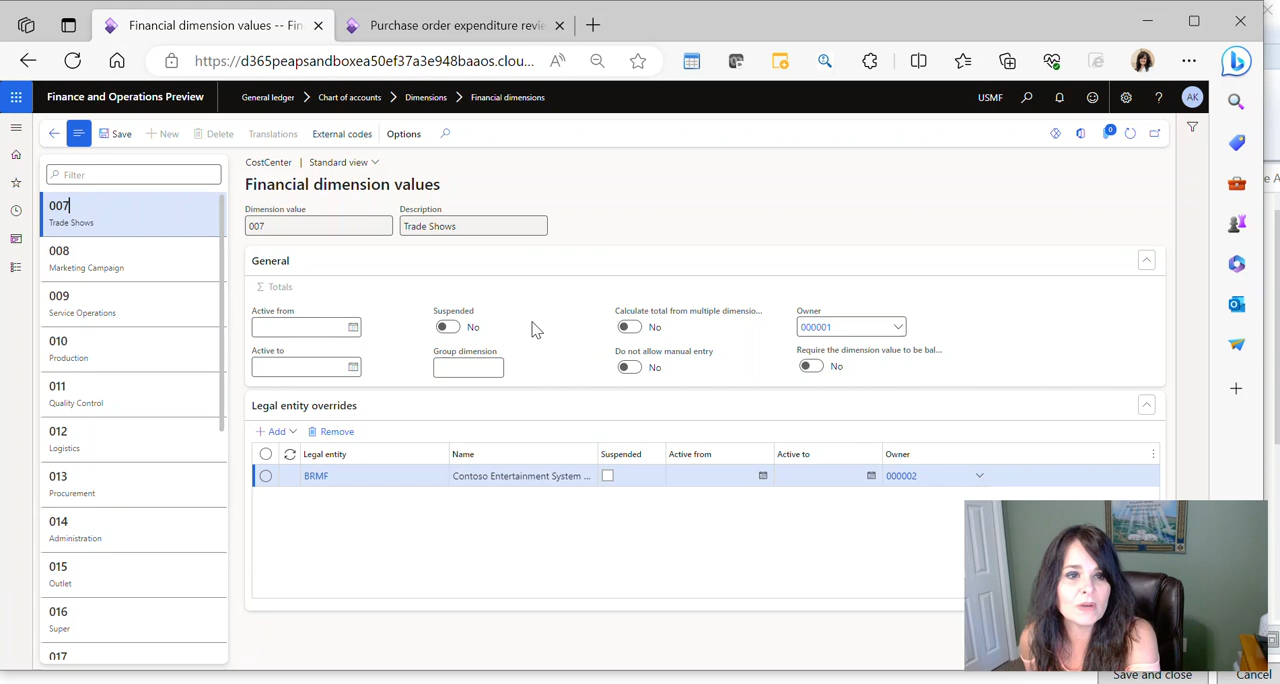 Financial dimension values -- Fin
Purchase order expenditure revie
https://d365peapsandboxea50ef37a3e948baaos.clou...
Finance and Operations Preview
General ledger > Chart of accounts > Dimensions > Financial dimensions
USMF
? AK
Save
+ New
Delete
Translations
External codes
Options
0
Filter
007
Trade Shows
008
Marketing Campaign
009
Service Operations
010
Production
011
Quality Control
012
Logistics
013
Procurement
014
Administration
015
Outlet
016
Super
017
CostCenter | Standard view
Financial dimension values
Dimension value
Description
007
Trade Shows
General
Σ Totals
Active from
Suspended
Calculate total from multiple dimensio...
Owner
No
No
000001
Active to
Group dimension
Do not allow manual entry
Require the dimension value to be bal...
No
No
Legal entity overrides
+ Add
Remove
Legal entity
Name
Suspended
Active from
Active to
Owner
BRMF
Contoso Entertainment System ...
000002
Save and close
Cancel